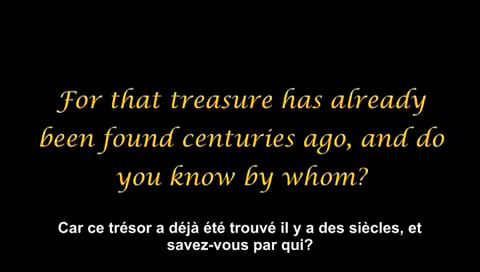 For that treasure has already
been found centuries ago, and do
you know by whom?
Car ce trésor a déjà été trouvé il y a des siècles, et
savez-vous par qui?